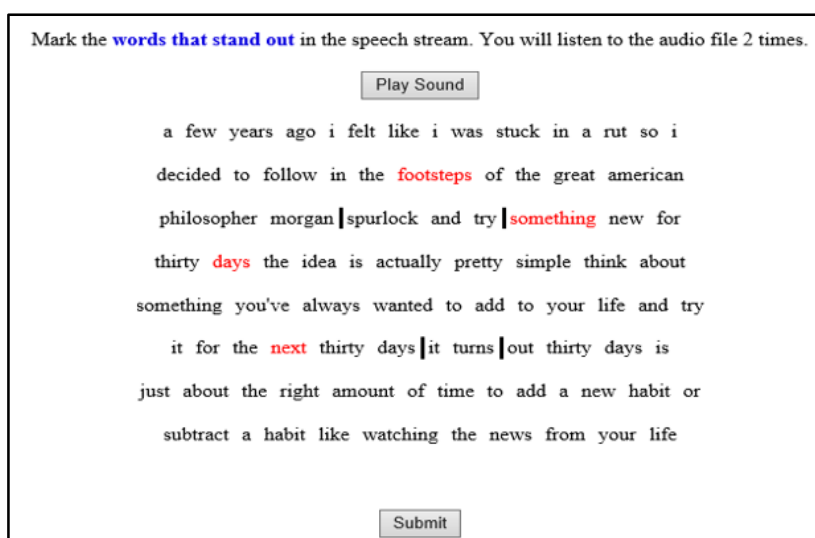 Mark the words that stand out in the speech stream. You will listen to the audio file 2 times.
Play Sound
a few years ago i felt like i was stuck in a rut so i
decided to follow in the footsteps of the great american
philosopher morgan spurlock and try something new for
thirty days the idea is actually pretty simple think about
something you've always wanted to add to your life and try
it for the next thirty days it turns out thirty days is
just about the right amount of time to add a new habit or
subtract a habit like watching the news from your life
Submit